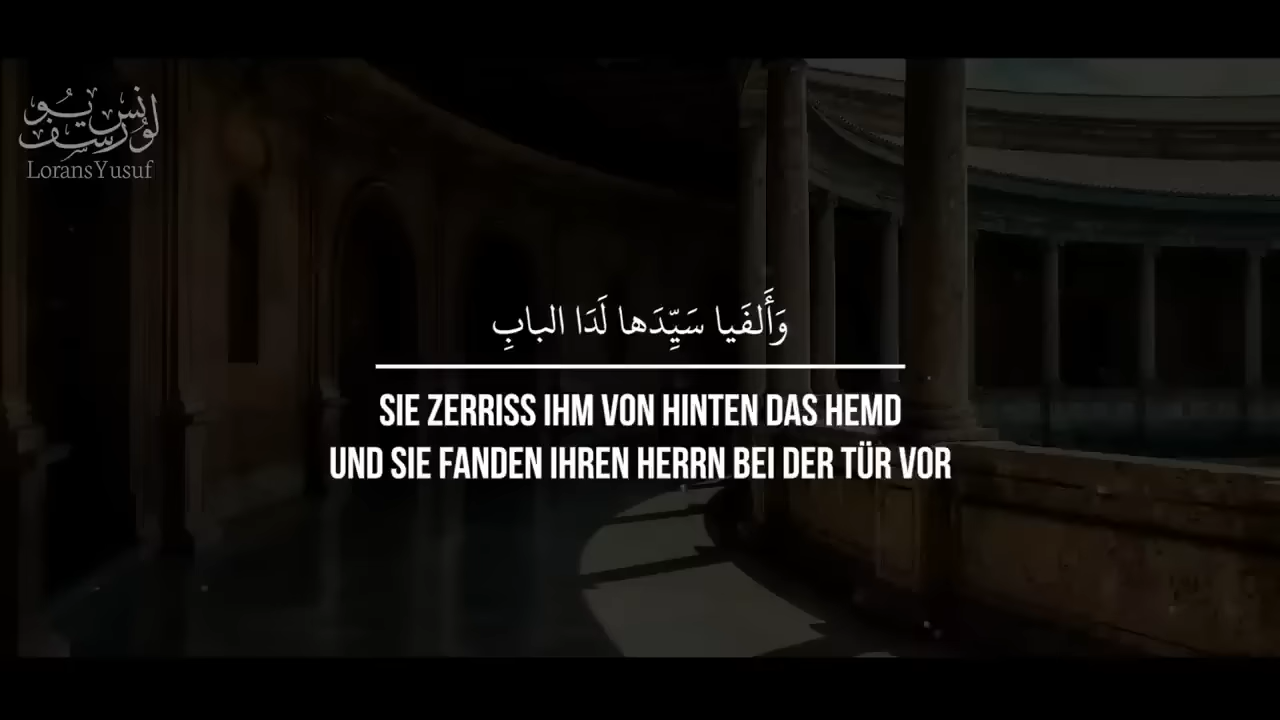 لورنس يوسف
LoransYusuf
وَأَلفَيا سَيِّدَها لَدَا البابِ
SIE ZERRISS IHM VON HINTEN DAS HEMD
UND SIE FANDEN IHREN HERRN BEI DER TÜR VOR